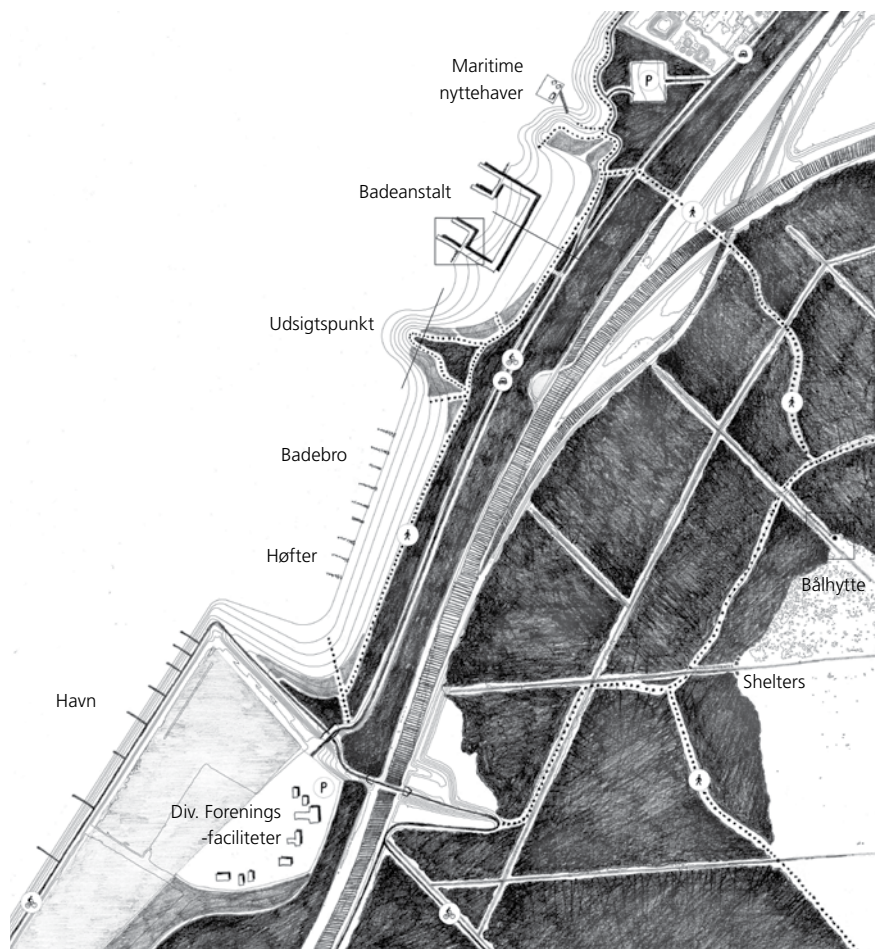 Maritime
nyttehaver
P
Badeanstalt
Udsigtspunkt
Badebro
Høfter
Bålhytte
Shelters
Havn
P
Div. Forenings
-faciliteter